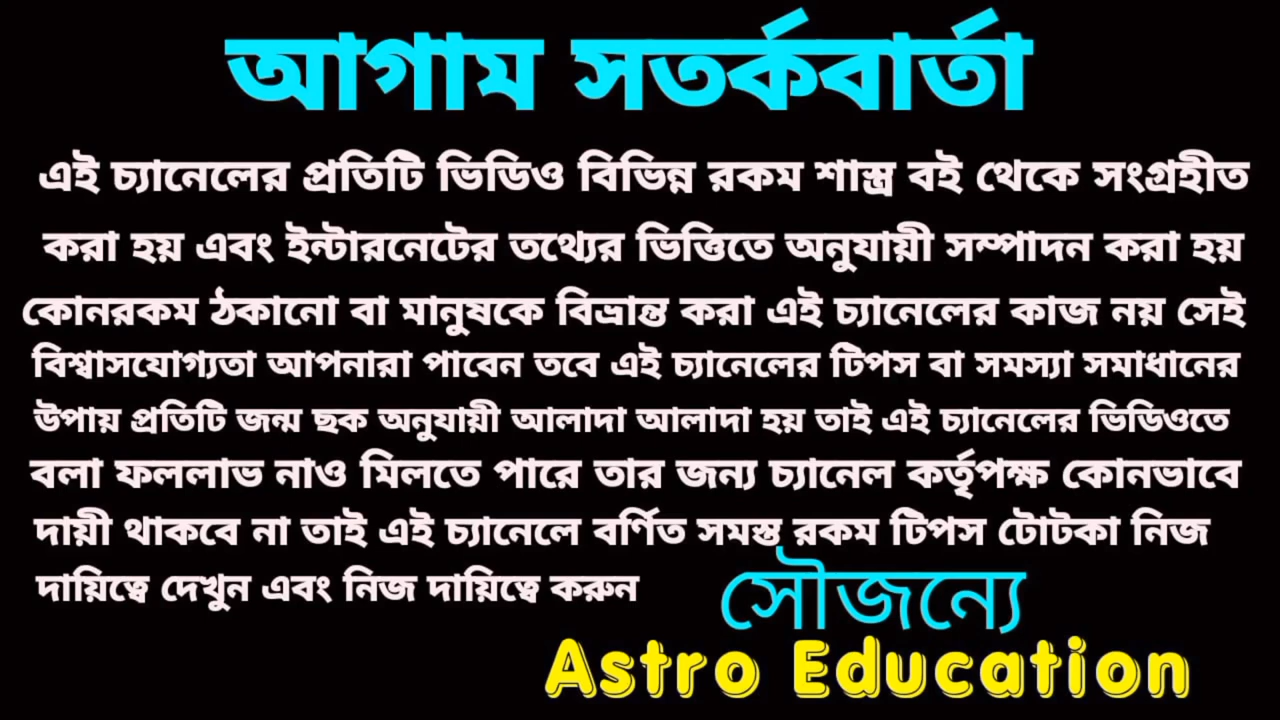 আগাম সতর্কবার্তা
এই চ্যানেলের প্রতিটি ভিডিও বিভিন্ন রকম শাস্ত্র বই থেকে সংগ্রহীত
করা হয় এবং ইন্টারনেটের তথ্যের ভিত্তিতে অনুযায়ী সম্পাদন করা হয়
কোনরকম ঠকানো বা মানুষকে বিভ্রান্ত করা এই চ্যানেলের কাজ নয় সেই
বিশ্বাসযোগ্যতা আপনারা পাবেন তবে এই চ্যানেলের টিপস বা সমস্যা সমাধানের
উপায় প্রতিটি জন্ম ছক অনুযায়ী আলাদা আলাদা হয় তাই এই চ্যানেলের ভিডিওতে
বলা ফললাভ নাও মিলতে পারে তার জন্য চ্যানেল কর্তৃপক্ষ কোনভাবে
দায়ী থাকবে না তাই এই চ্যানেলে বর্ণিত সমস্ত রকম টিপস টোটকা নিজ
দায়িত্বে দেখুন এবং নিজ দায়িত্বে করুন
সৌজন্যে
Astro Education